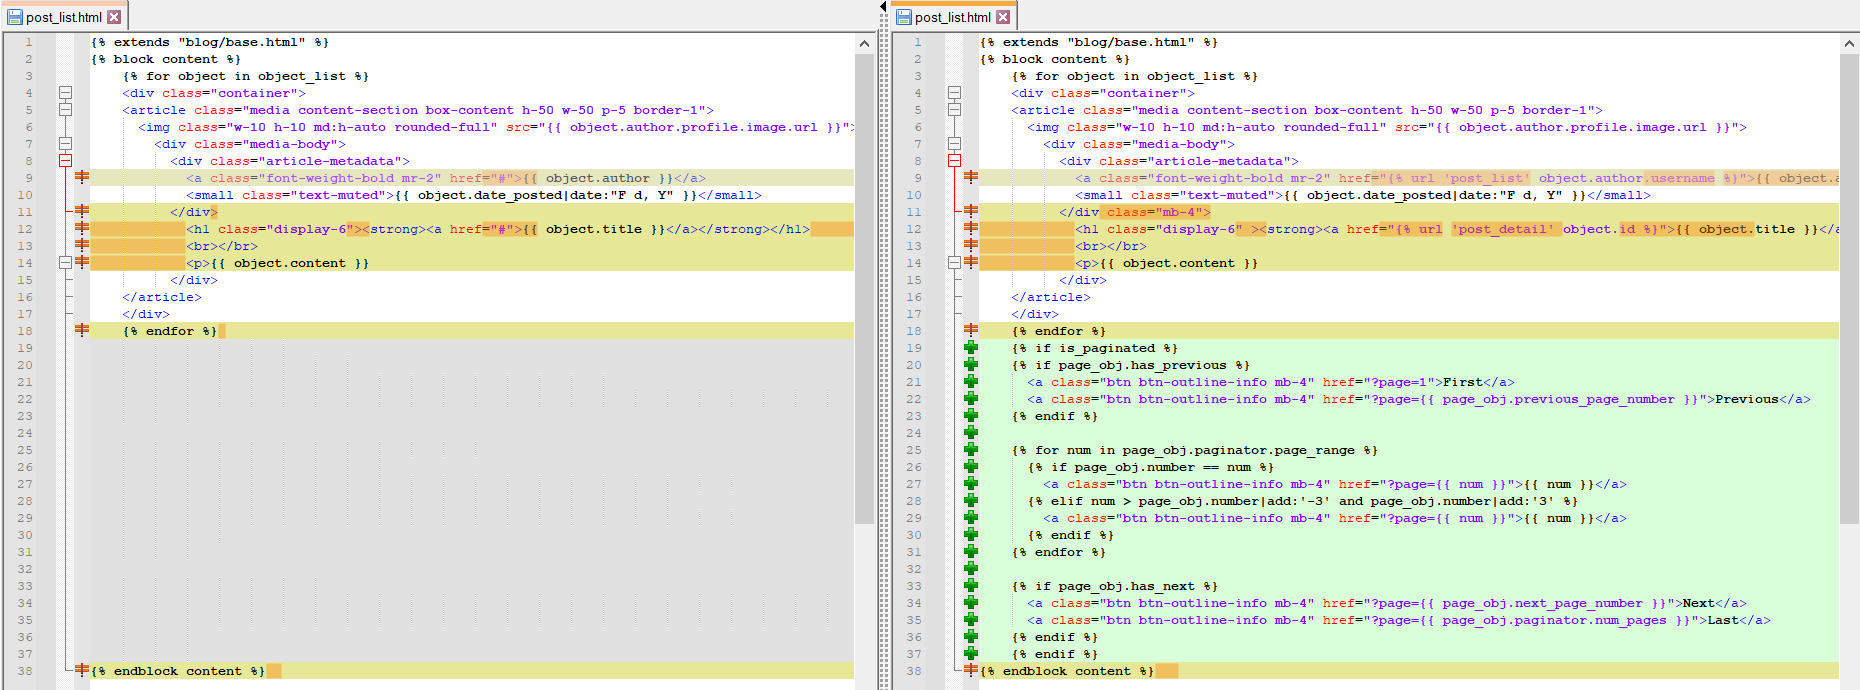 post_list.html
1 {% extends "blog/base.html" %}
2 {% block content %}
3 {% for object in object_list %}
4 <div class="container">
5 <article class="media content-section box-content h-50 w-50 p-5 border-1">
6 <img class="w-10 h-10 md:h-auto rounded-full" src="{{ object.author.profile.image.url }}">
7 <div class="media-body">
8 <div class="article-metadata">
9 <a class="font-weight-bold mr-2" href="#">{{ object.author }}</a>
10 <small class="text-muted">{{ object.date_posted|date:"F d, Y" }}</small>
11 </div>
12 <h1 class="display-6"><strong><a href="#">{{ object.title }}</a></strong></h1>
13 <br></br>
14 <p>{{ object.content }}
15 </div>
16 </article>
17 </div>
18 {% endfor %}
19
20
21
22
23
24
25
26
27
28
29
30
31
32
33
34
35
36
37
38 {% endblock content %}
post_list.html
1 {% extends "blog/base.html" %}
2 {% block content %}
3 {% for object in object_list %}
4 <div class="container">
5 <article class="media content-section box-content h-50 w-50 p-5 border-1">
6 <img class="w-10 h-10 md:h-auto rounded-full" src="{{ object.author.profile.image.url }}">
7 <div class="media-body">
8 <div class="article-metadata">
9 <a class="font-weight-bold mr-2" href="{% url 'post_list' object.author.username %}">{{ object.a
10 <small class="text-muted">{{ object.date_posted|date:"F d, Y" }}</small>
11 </div class="mb-4">
12 <h1 class="display-6" ><strong><a href="{% url 'post_detail' object.id %}">{{ object.title }}</a
13 <br></br>
14 <p>{{ object.content }}
15 </div>
16 </article>
17 </div>
18 {% endfor %}
19 {% if is_paginated %}
20 {% if page_obj.has_previous %}
21 <a class="btn btn-outline-info mb-4" href="?page=1">First</a>
22 <a class="btn btn-outline-info mb-4" href="?page={{ page_obj.previous_page_number }}">Previous</a>
23 {% endif %}
24
25 {% for num in page_obj.paginator.page_range %}
26 {% if page_obj.number == num %}
27 <a class="btn btn-outline-info mb-4" href="?page={{ num }}">{{ num }}</a>
28 {% elif num > page_obj.number|add:'-3' and page_obj.number|add:'3' %}
29 <a class="btn btn-outline-info mb-4" href="?page={{ num }}">{{ num }}</a>
30 {% endif %}
31 {% endfor %}
32
33 {% if page_obj.has_next %}
34 <a class="btn btn-outline-info mb-4" href="?page={{ page_obj.next_page_number }}">Next</a>
35 <a class="btn btn-outline-info mb-4" href="?page={{ page_obj.paginator.num_pages }}">Last</a>
36 {% endif %}
37 {% endif %}
38 {% endblock content %}